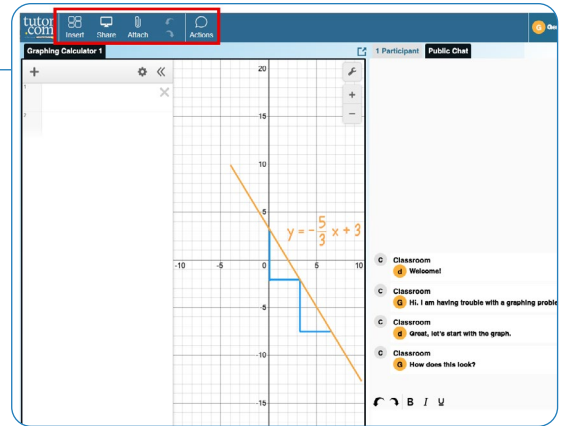 tutor
.com
Insert Share Attach Actions
G
Graphing Calculator 1
1 Participant Public Chat
1
2
20
15
10
5
-10 -5 0 5 10
-5
-10
-15
y = -5/3 x + 3
C Classroom
d Welcome!
C Classroom
G Hi. I am having trouble with a graphing proble
C Classroom
d Great, let's start with the graph.
C Classroom
G How does this look?
B I U